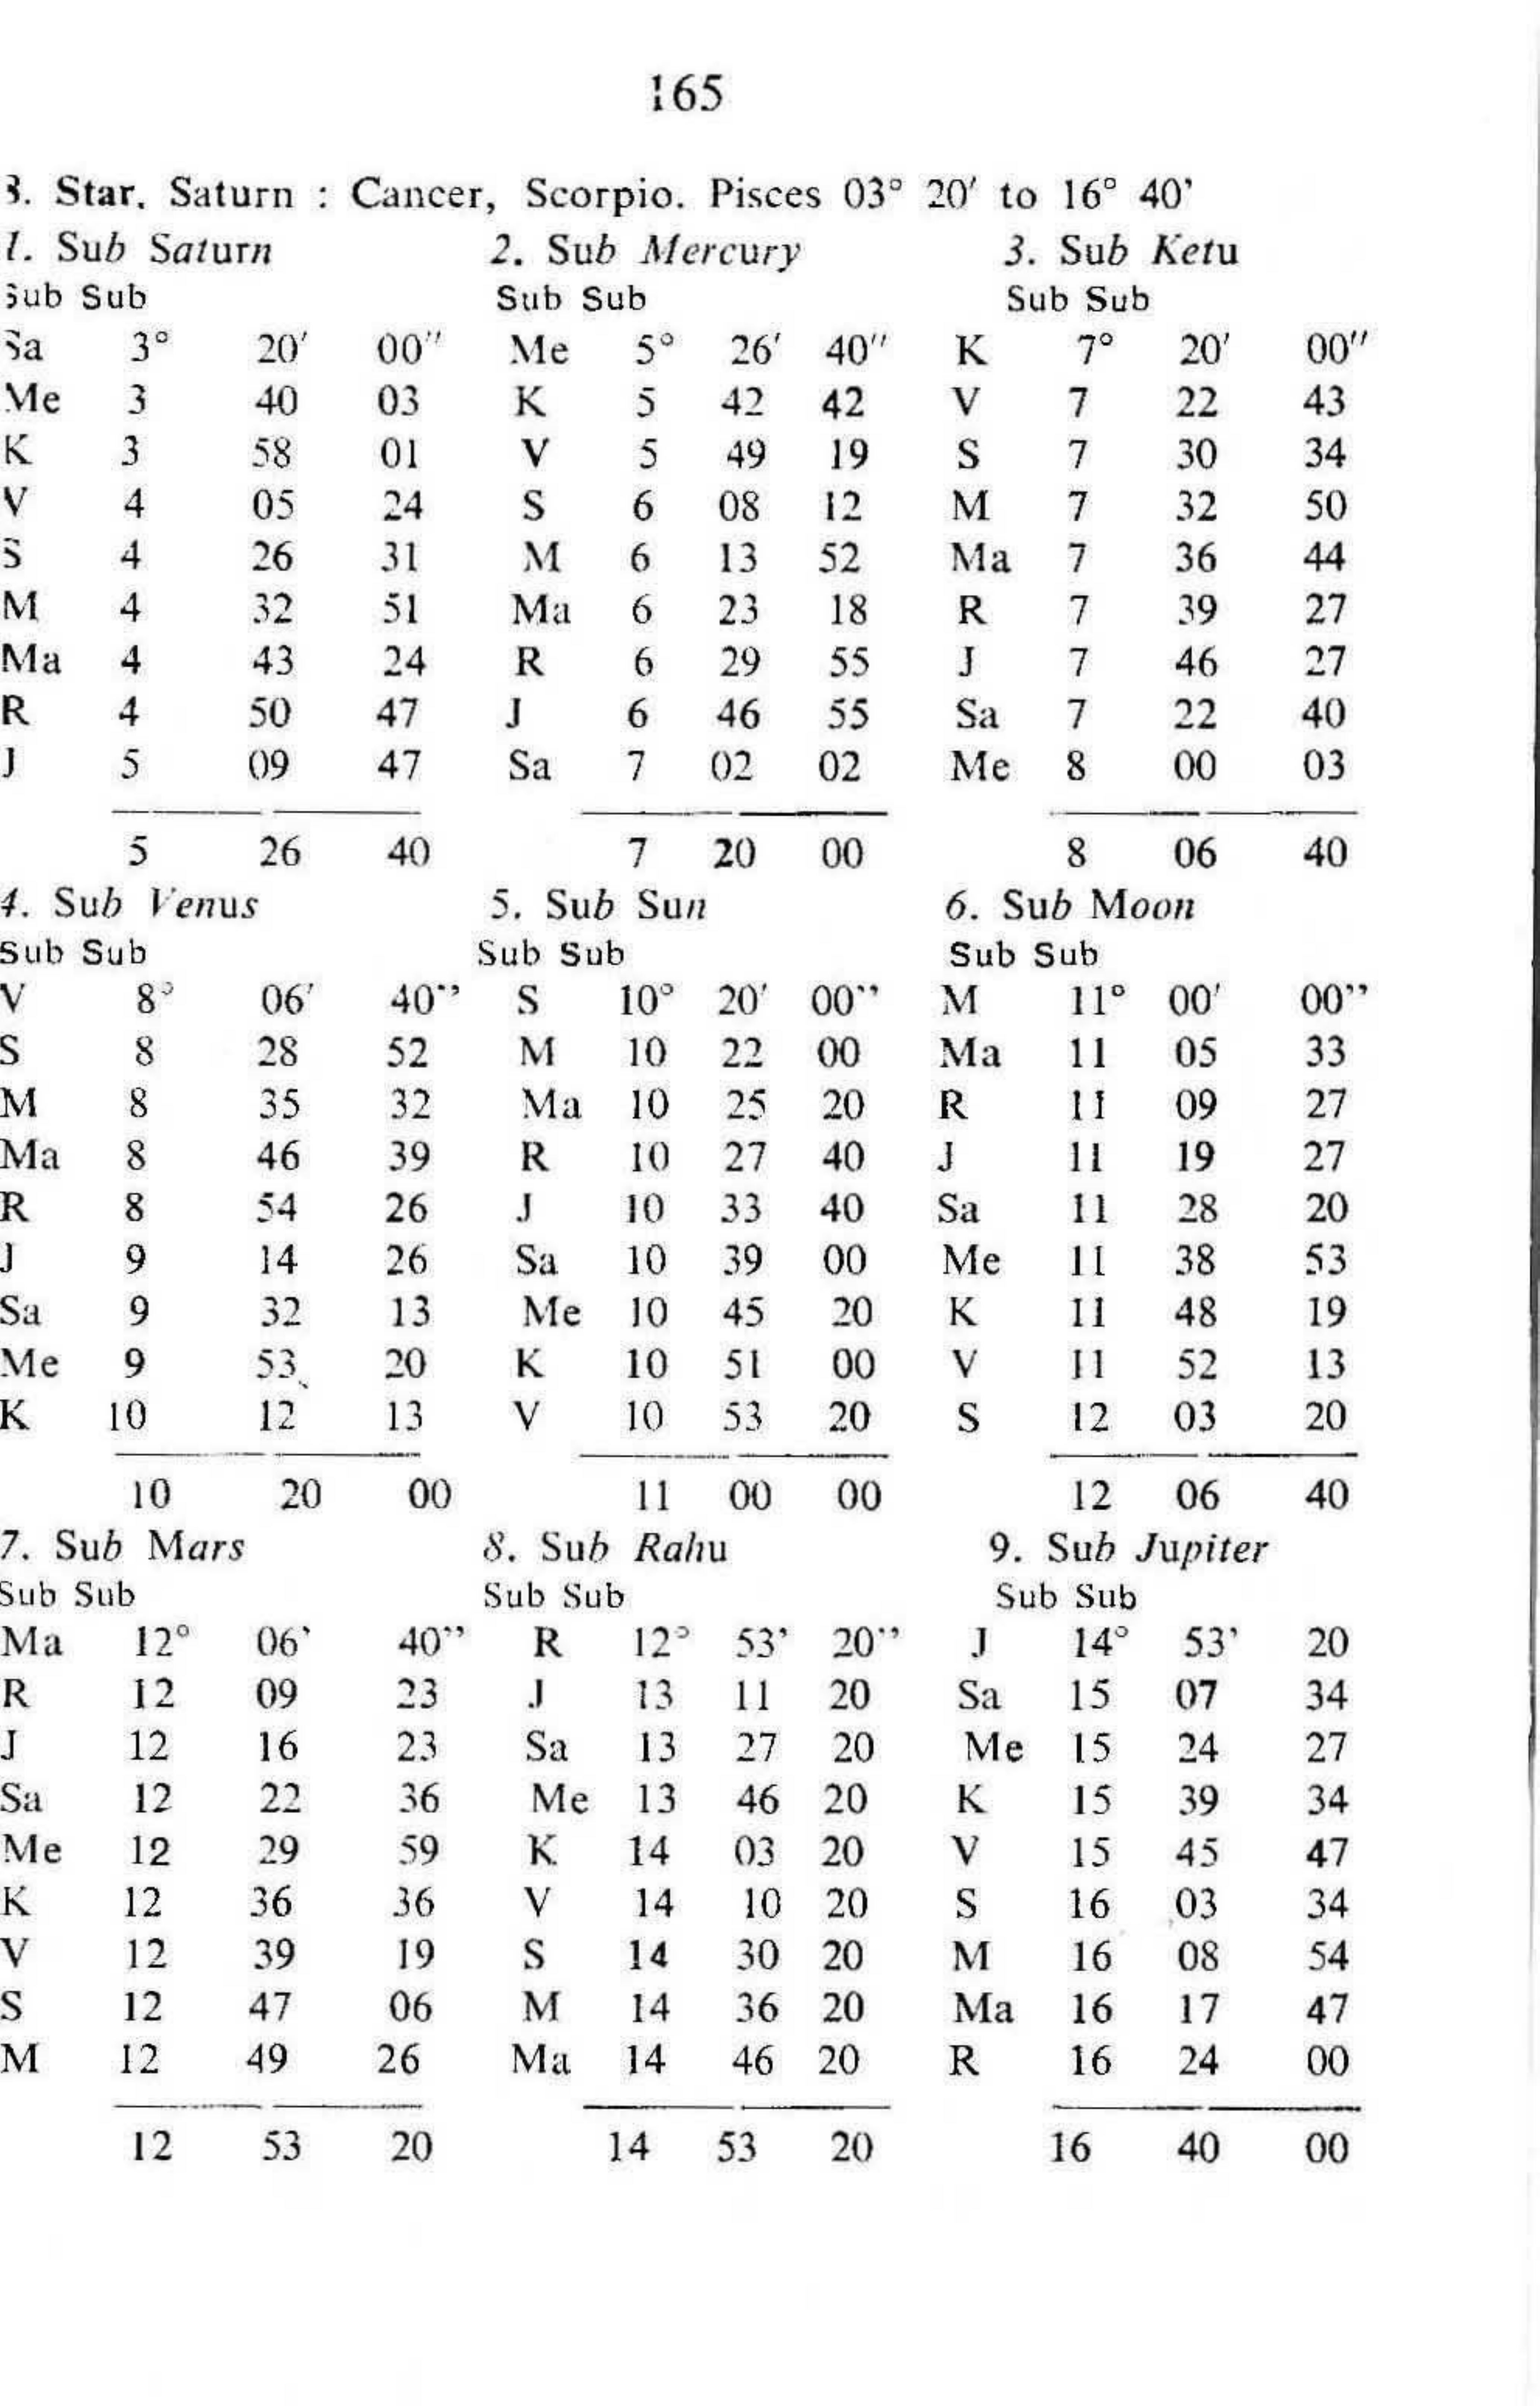 165
8. Star. Saturn : Cancer, Scorpio. Pisces 03° 20′ to 16° 40’
1. Sub Saturn 2. Sub Mercury 3. Sub Ketu
Sub Sub Sub Sub Sub Sub
Sa 3° 20′ 00″ Me 5° 26′ 40″ K 7° 20′ 00″
Me 3 40 03 K 5 42 42 V 7 22 43
K 3 58 01 V 5 49 19 S 7 30 34
V 4 05 24 S 6 08 12 M 7 32 50
S 4 26 31 M 6 13 52 Ma 7 36 44
M 4 32 51 Ma 6 23 18 R 7 39 27
Ma 4 43 24 R 6 29 55 J 7 46 27
R 4 50 47 J 6 46 55 Sa 7 22 40
J 5 09 47 Sa 7 02 02 Me 8 00 03
5 26 40 7 20 00 8 06 40
4. Sub Venus 5. Sub Sun 6. Sub Moon
Sub Sub Sub Sub Sub Sub
V 8° 06′ 40” S 10° 20′ 00” M 11° 00′ 00”
S 8 28 52 M 10 22 00 Ma 11 05 33
M 8 35 32 Ma 10 25 20 R 11 09 27
Ma 8 46 39 R 10 27 40 J 11 19 27
R 8 54 26 J 10 33 40 Sa 11 28 20
J 9 14 26 Sa 10 39 00 Me 11 38 53
Sa 9 32 13 Me 10 45 20 K 11 48 19
Me 9 53 20 K 10 51 00 V 11 52 13
K 10 12 13 V 10 53 20 S 12 03 20
10 20 00 11 00 00 12 06 40
7. Sub Mars 8. Sub Rahu 9. Sub Jupiter
Sub Sub Sub Sub Sub Sub
Ma 12° 06’ 40” R 12° 53’ 20” J 14° 53’ 20
R 12 09 23 J 13 11 20 Sa 15 07 34
J 12 16 23 Sa 13 27 20 Me 15 24 27
Sa 12 22 36 Me 13 46 20 K 15 39 34
Me 12 29 59 K 14 03 20 V 15 45 47
K 12 36 36 V 14 10 20 S 16 03 34
V 12 39 19 S 14 30 20 M 16 08 54
S 12 47 06 M 14 36 20 Ma 16 17 47
M 12 49 26 Ma 14 46 20 R 16 24 00
12 53 20 14 53 20 16 40 00